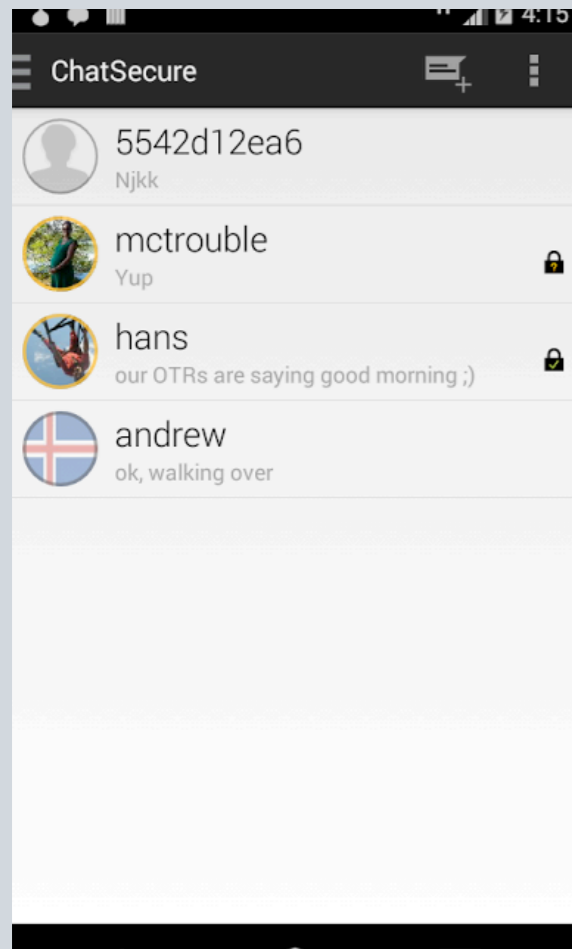 4:15
ChatSecure
5542d12ea6
Njkk
mctrouble
Yup
hans
our OTRs are saying good morning ;)
andrew
ok, walking over